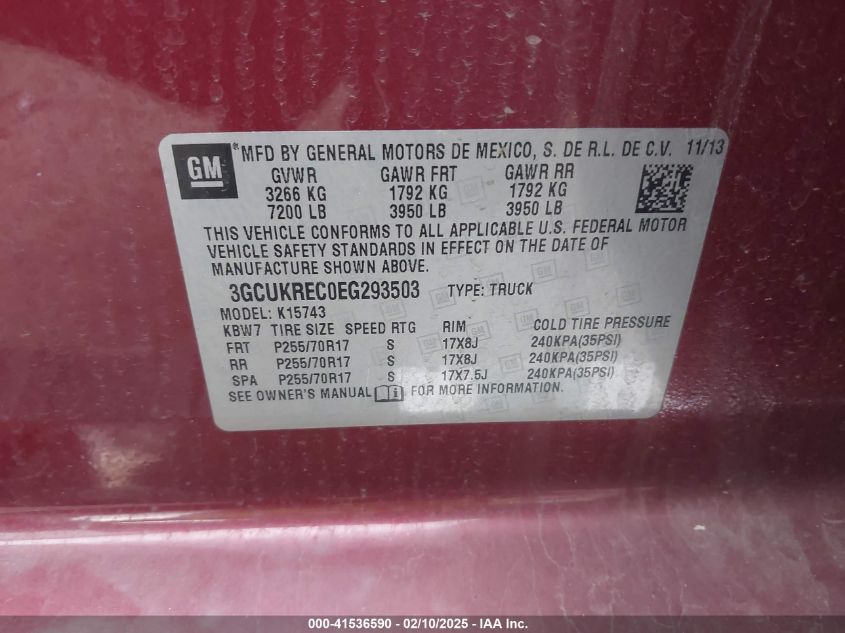 GM ® MFD BY GENERAL MOTORS DE MEXICO, S. DE R.L. DE C.V. 11/13
GVWR GAWR FRT GAWR RR
3266 KG 1792 KG 1792 KG
7200 LB 3950 LB 3950 LB
THIS VEHICLE CONFORMS TO ALL APPLICABLE U.S. FEDERAL MOTOR
VEHICLE SAFETY STANDARDS IN EFFECT ON THE DATE OF
MANUFACTURE SHOWN ABOVE.
3GCUKREC0EG293503 TYPE: TRUCK
MODEL: K15743
KBW7 TIRE SIZE SPEED RTG RIM COLD TIRE PRESSURE
FRT P255/70R17 S 17X8J 240KPA(35PSI)
RR P255/70R17 S 17X8J 240KPA(35PSI)
SPA P255/70R17 S 17X7.5J 240KPA(35PSI)
SEE OWNER'S MANUAL FOR MORE INFORMATION.
000-41536590 - 02/10/2025 - IAA Inc.